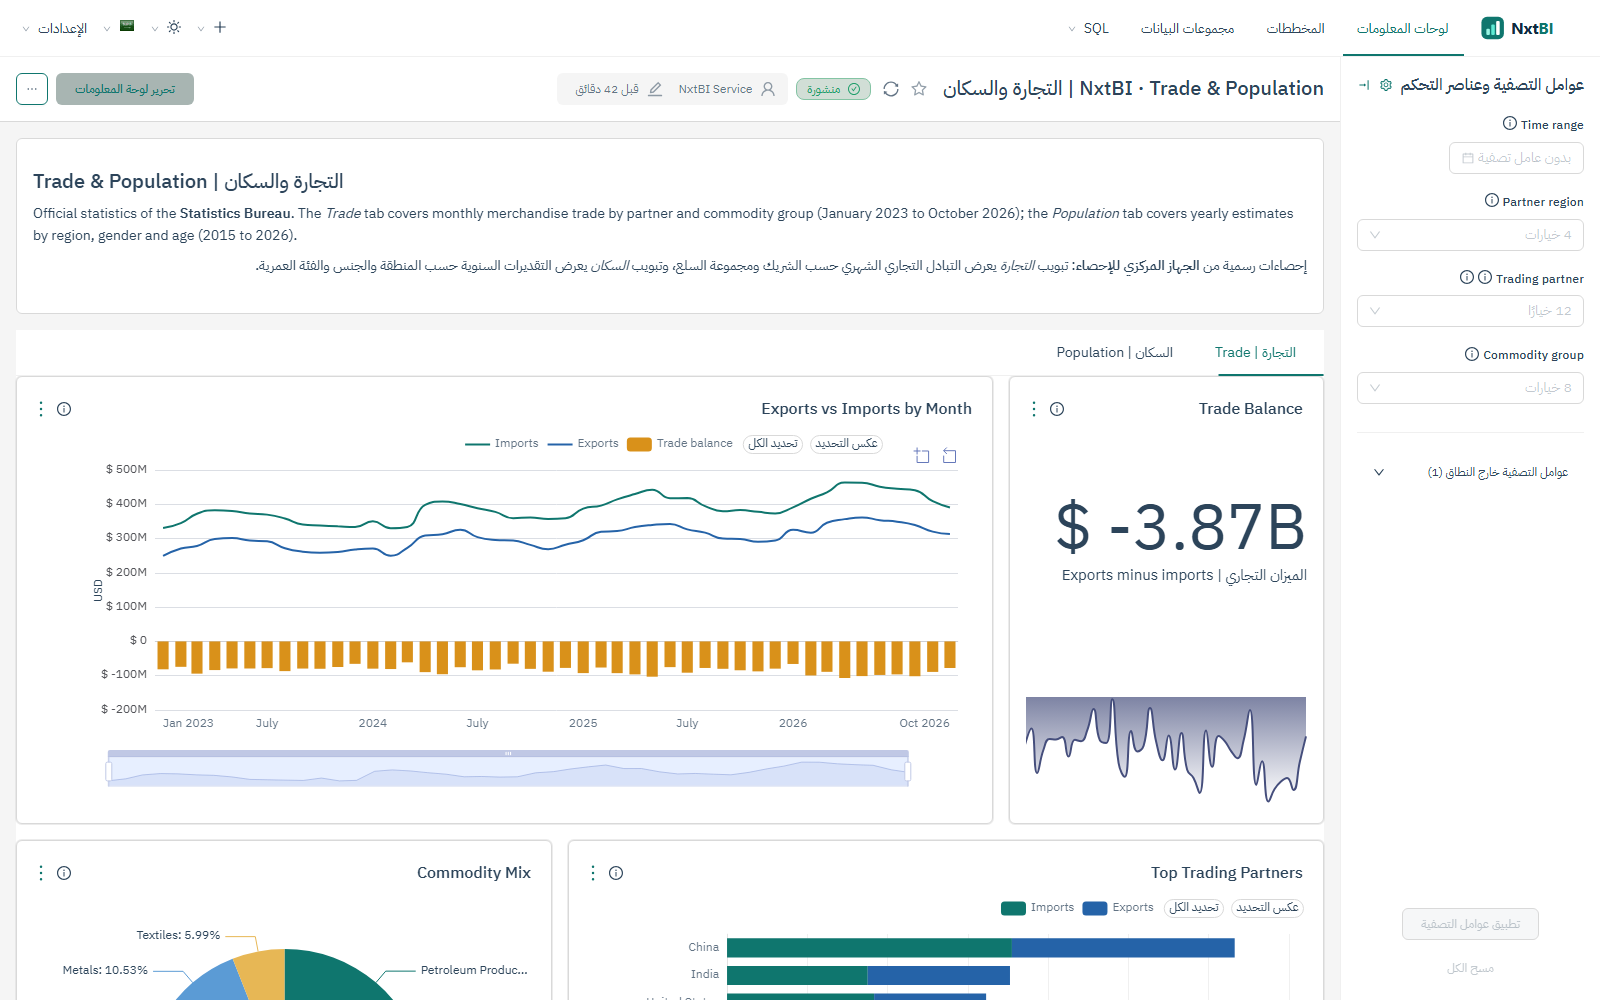 NxtBI
لوحات المعلومات
المخططات
مجموعات البيانات
SQL
الإعدادات
عوامل التصفية وعناصر التحكم
Time range
بدون عامل تصفية
Partner region
4 خيارات
Trading partner
12 خيارًا
Commodity group
8 خيارات
عوامل التصفية خارج النطاق (1)
تطبيق عوامل التصفية
مسح الكل
NxtBI · Trade & Population | التجارة والسكان
منشورة
NxtBI Service
قبل 42 دقائق
تحرير لوحة المعلومات
Trade & Population | التجارة والسكان
Official statistics of the Statistics Bureau. The Trade tab covers monthly merchandise trade by partner and commodity group (January 2023 to October 2026); the Population tab covers yearly estimates
by region, gender and age (2015 to 2026).
إحصاءات رسمية من الجهاز المركزي للإحصاء: تبويب التجارة يعرض التبادل التجاري الشهري حسب الشريك ومجموعة السلع، وتبويب السكان يعرض التقديرات السنوية حسب المنطقة والجنس والفئة العمرية.
Trade | التجارة
Population | السكان
Trade Balance
$ -3.87B
Exports minus imports | الميزان التجاري
Exports vs Imports by Month
Imports
Exports
Trade balance
تحديد الكل
عكس التحديد
$ 500M
$ 400M
$ 300M
$ 200M
$ 100M
$ 0
$ -100M
$ -200M
USD
Jan 2023
July
2024
July
2025
July
2026
Oct 2026
Top Trading Partners
Imports
Exports
تحديد الكل
عكس التحديد
China
India
Commodity Mix
Textiles: 5.99%
Metals: 10.53%
Petroleum Produc...